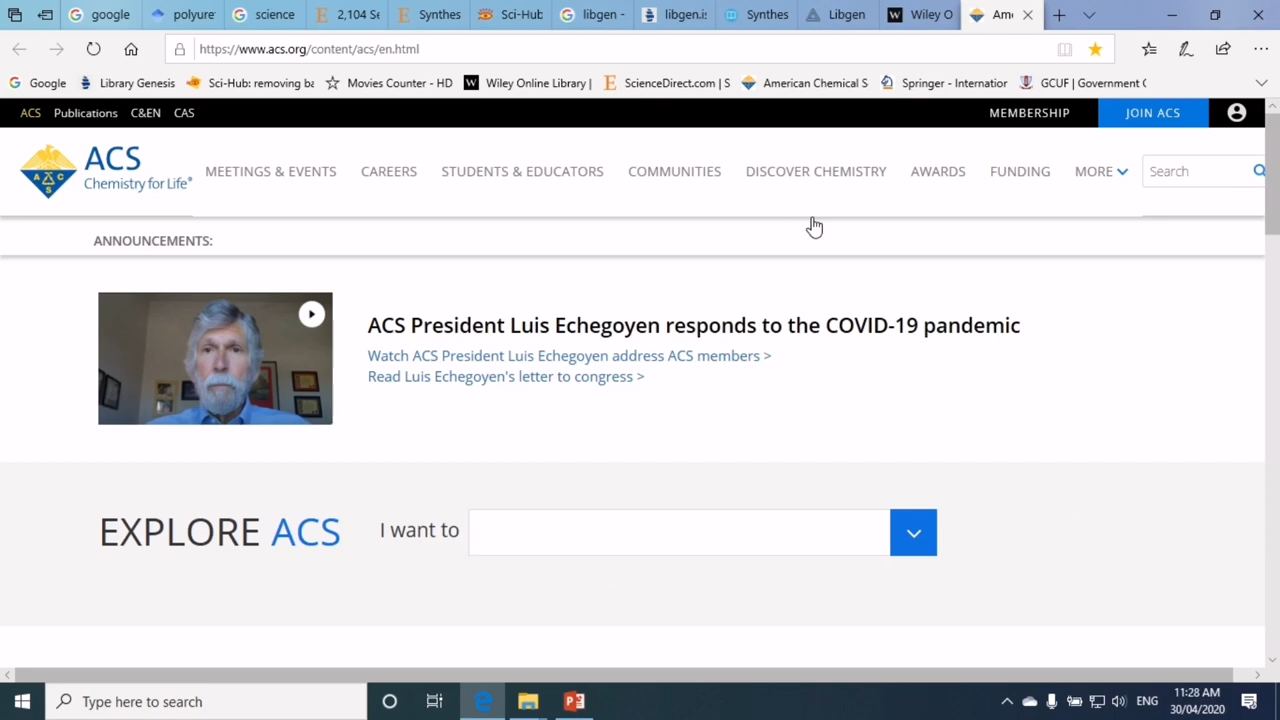 google
polyure
science
2,104 Se
Synthes
Sci-Hub
libgen -
libgen.is
Synthes
Libgen
W Wiley O
Ame
https://www.acs.org/content/acs/en.html
Google
Library Genesis
Sci-Hub: removing ba
Movies Counter - HD
W Wiley Online Library |
ScienceDirect.com | S
American Chemical S
Springer - Internatior
GCUF | Government C
ACS Publications C&EN CAS
MEMBERSHIP JOIN ACS
ACS
Chemistry for Life®
A C S
MEETINGS & EVENTS CAREERS STUDENTS & EDUCATORS COMMUNITIES DISCOVER CHEMISTRY AWARDS FUNDING MORE Search
ANNOUNCEMENTS:
ACS President Luis Echegoyen responds to the COVID-19 pandemic
Watch ACS President Luis Echegoyen address ACS members >
Read Luis Echegoyen's letter to congress >
EXPLORE ACS I want to
Type here to search
ENG
11:28 AM
30/04/2020